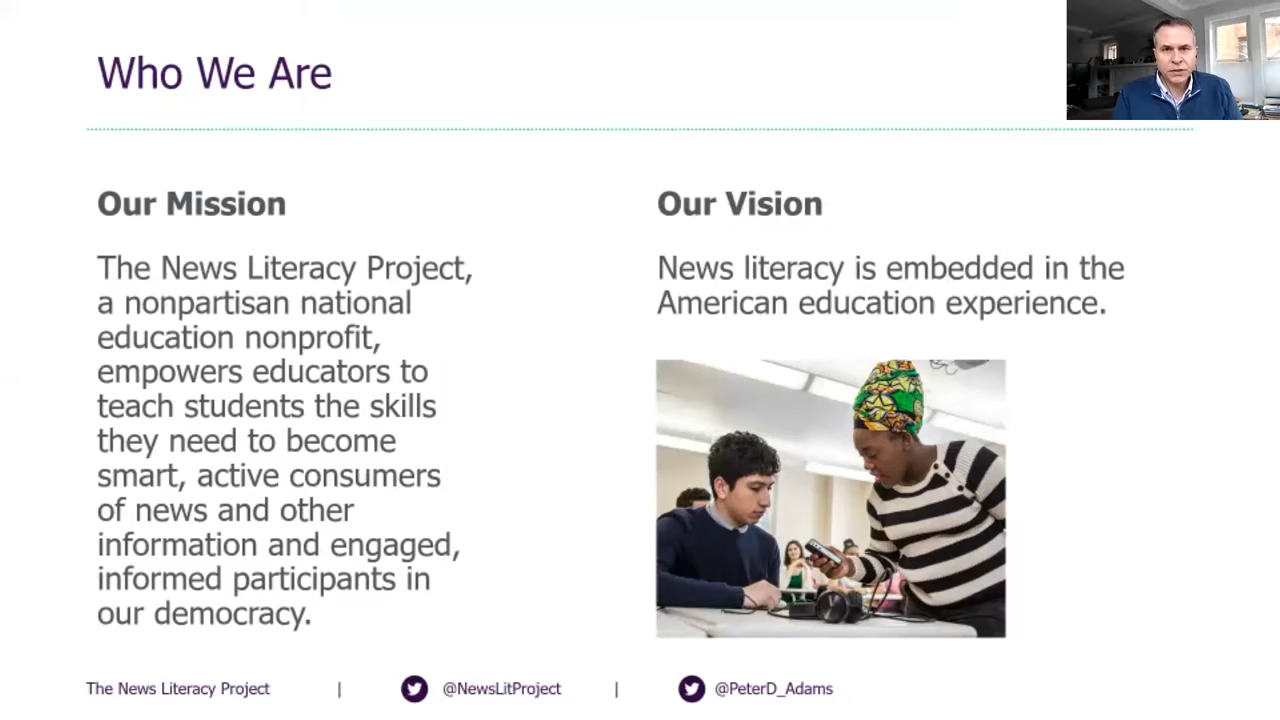 Who We Are
Our Mission
The News Literacy Project,
a nonpartisan national
education nonprofit,
empowers educators to
teach students the skills
they need to become
smart, active consumers
of news and other
information and engaged,
informed participants in
our democracy.
Our Vision
News literacy is embedded in the
American education experience.
The News Literacy Project | @NewsLitProject | @PeterD_Adams